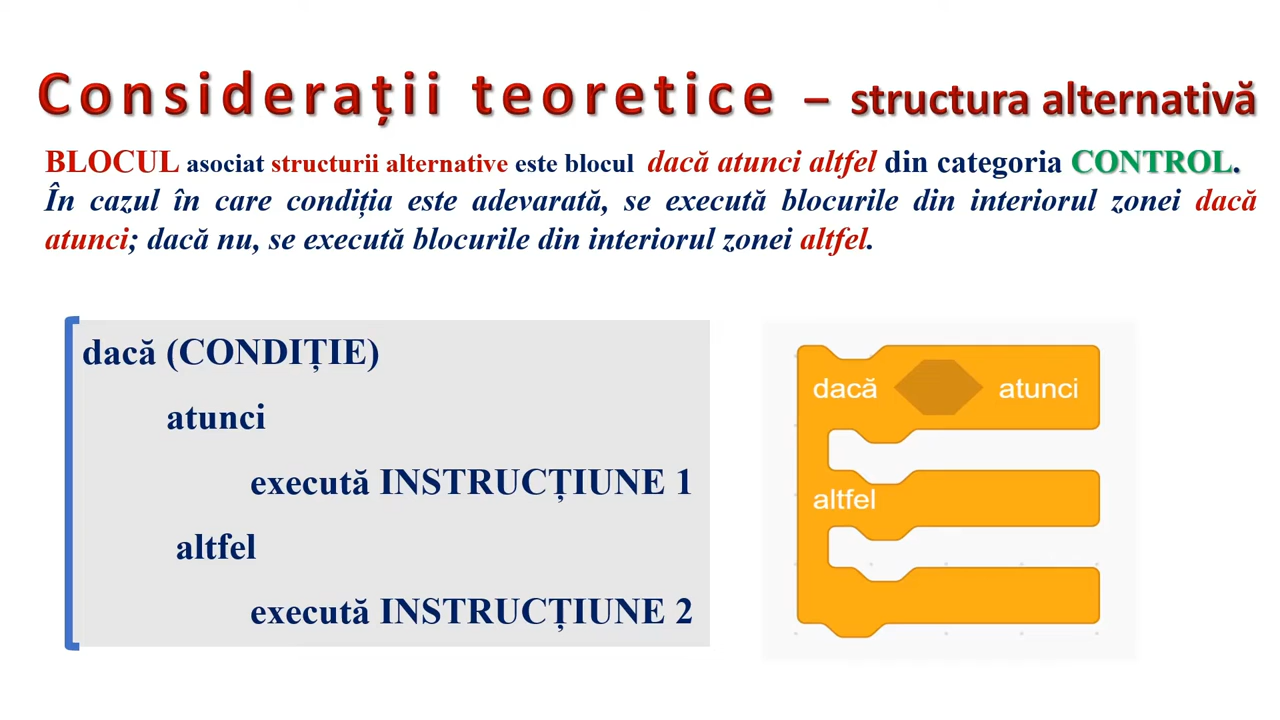 Considerații teoretice – structura alternativă
BLOCUL asociat structurii alternative este blocul dacă atunci altfel din categoria CONTROL.
În cazul în care condiția este adevarată, se execută blocurile din interiorul zonei dacă
atunci; dacă nu, se execută blocurile din interiorul zonei altfel.
dacă (CONDIȚIE)
atunci
execută INSTRUCȚIUNE 1
altfel
execută INSTRUCȚIUNE 2
dacă atunci
altfel